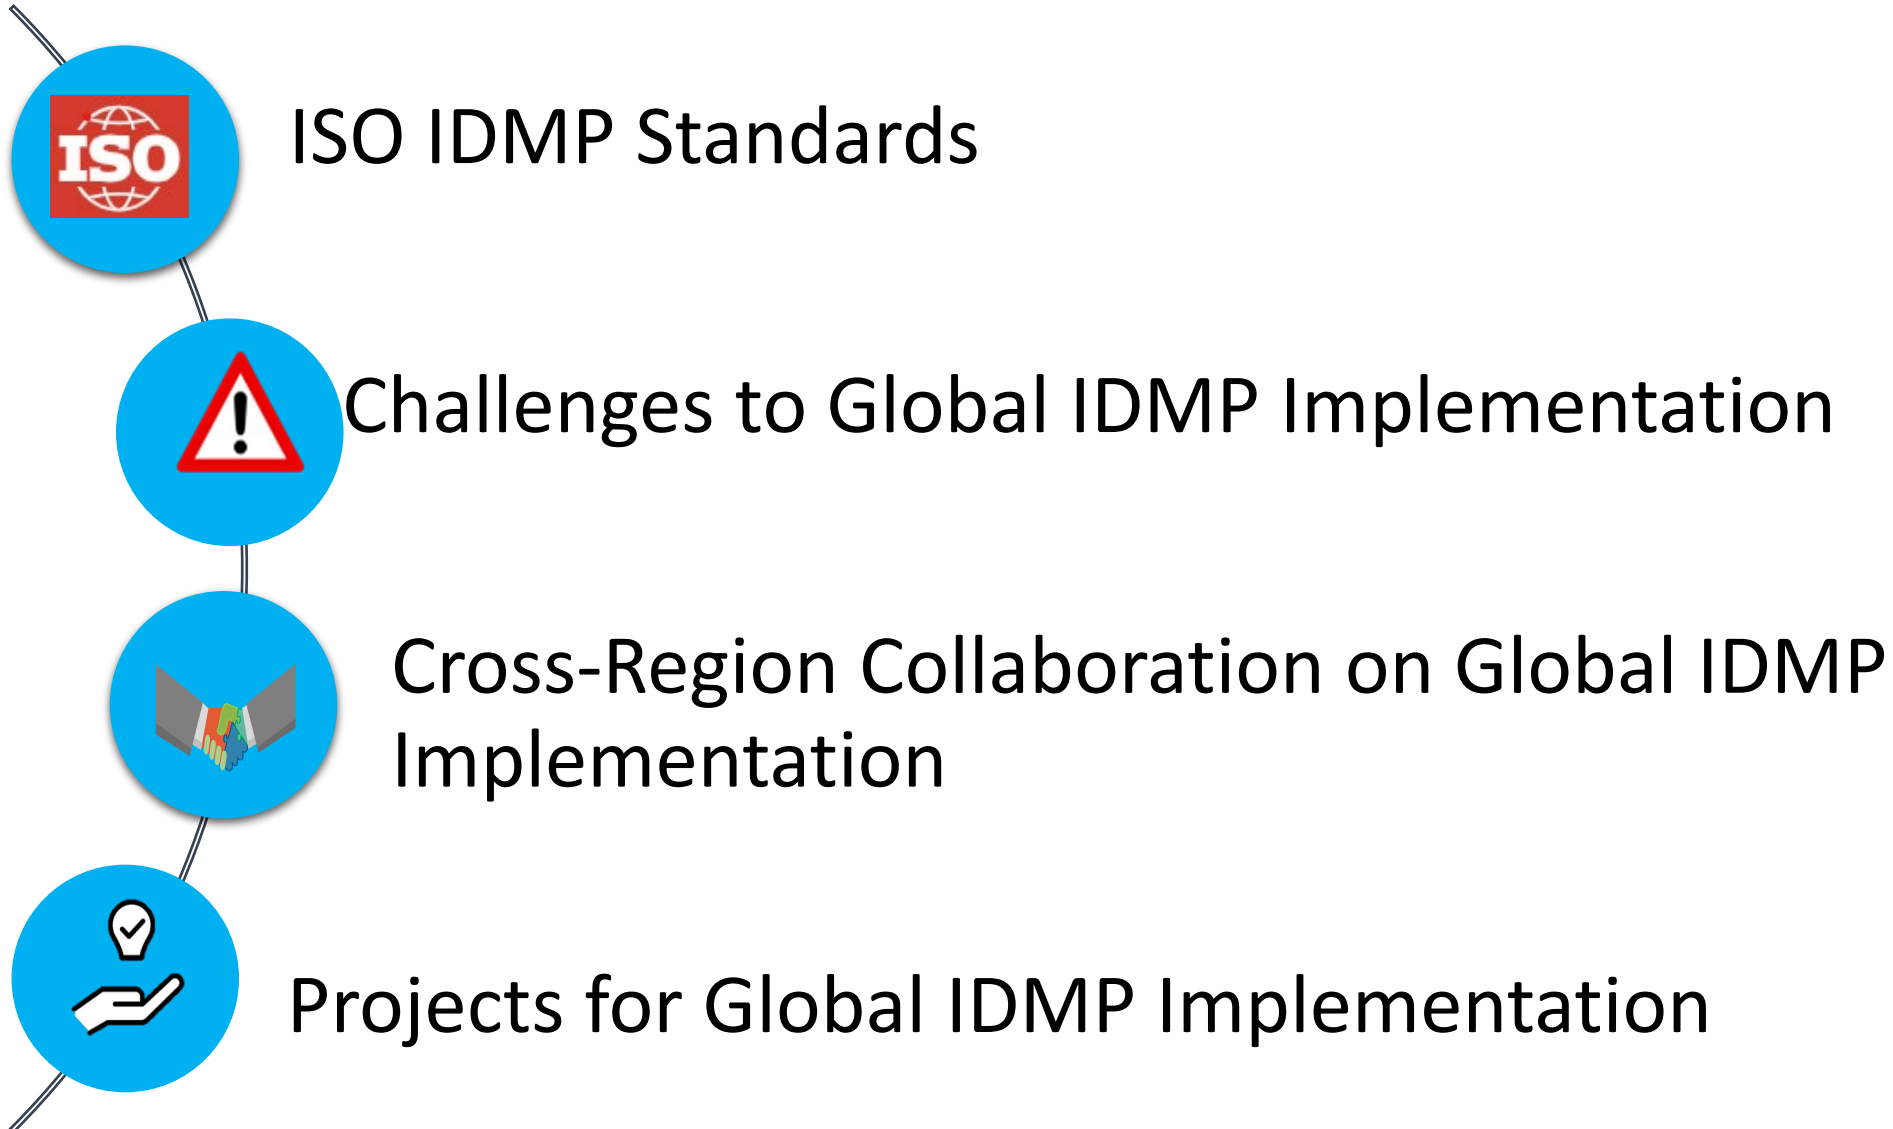 ISO
ISO IDMP Standards
Challenges to Global IDMP Implementation
Cross-Region Collaboration on Global IDMP
Implementation
Projects for Global IDMP Implementation